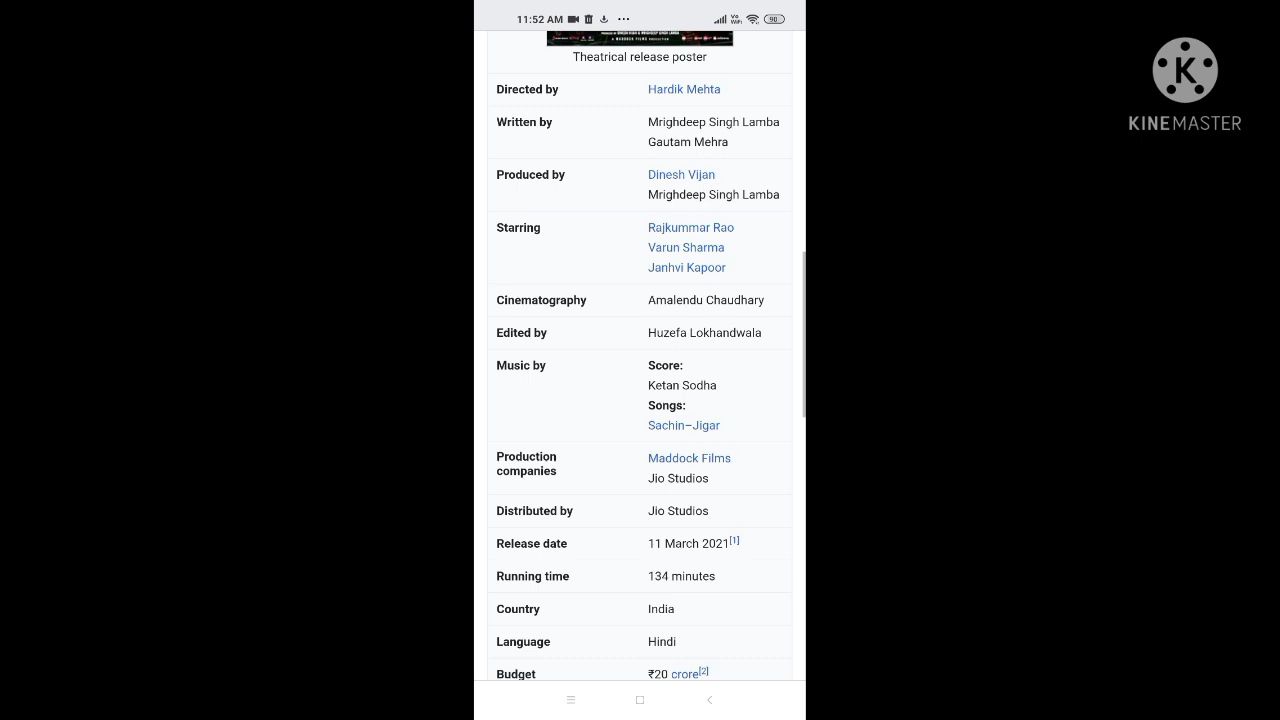 11:52 AM
Vo
WiFi
90
Theatrical release poster
Directed by Hardik Mehta
Written by Mrighdeep Singh Lamba
Gautam Mehra
Produced by Dinesh Vijan
Mrighdeep Singh Lamba
Starring Rajkummar Rao
Varun Sharma
Janhvi Kapoor
Cinematography Amalendu Chaudhary
Edited by Huzefa Lokhandwala
Music by Score:
Ketan Sodha
Songs:
Sachin–Jigar
Production companies Maddock Films
Jio Studios
Distributed by Jio Studios
Release date 11 March 2021[1]
Running time 134 minutes
Country India
Language Hindi
Budget ₹20 crore[2]
K
KINEMASTER